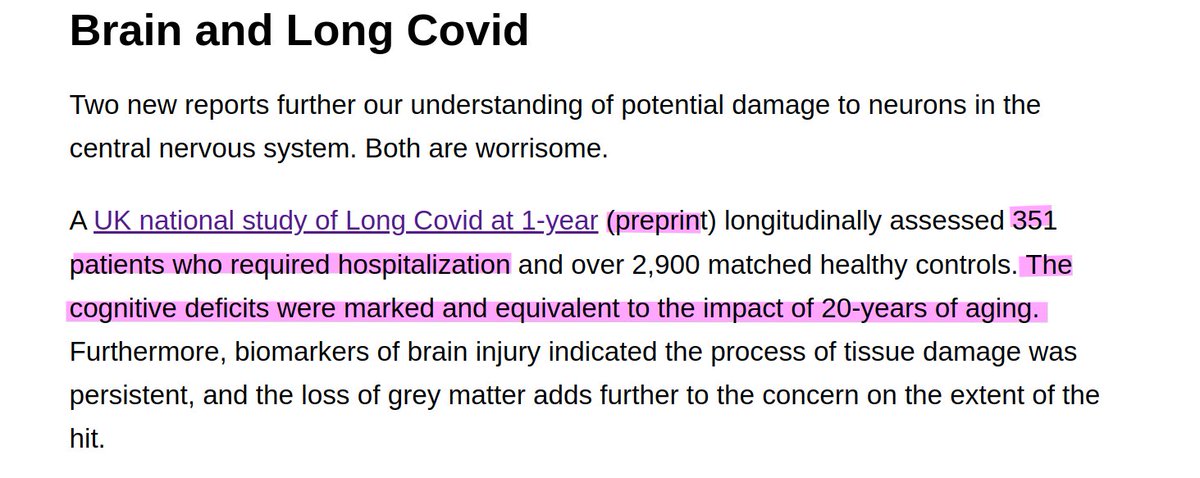 Brain and Long Covid
Two new reports further our understanding of potential damage to neurons in the
central nervous system. Both are worrisome.
A UK national study of Long Covid at 1-year (preprint) longitudinally assessed 351
patients who required hospitalization and over 2,900 matched healthy controls. The
cognitive deficits were marked and equivalent to the impact of 20-years of aging.
Furthermore, biomarkers of brain injury indicated the process of tissue damage was
persistent, and the loss of grey matter adds further to the concern on the extent of the
hit.